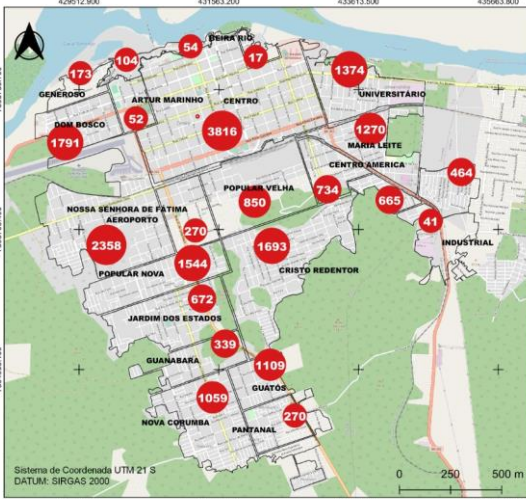 429512.900 431563.200 433613.500 435663.800
BEIRA RIO
54
104
17
173
1374
GENEROSO
ARTUR MARINHO
CENTRO
UNIVERSITÁRIO
52
DOM BOSCO
3816
1270
1791
MARIA LEITE
CENTRO AMERICA
464
POPULAR VELHA
734
850
665
NOSSA SENHORA DE FÁTIMA
AEROPORTO
270
41
2358
1693
INDUSTRIAL
1544
POPULAR NOVA
CRISTO REDENTOR
672
JARDIM DOS ESTADOS
339
GUANABARA
1109
GUATÓS
1059
270
NOVA CORUMBA
PANTANAL
Sistema de Coordenada UTM 21 S
DATUM: SIRGAS 2000
0 250 500 m